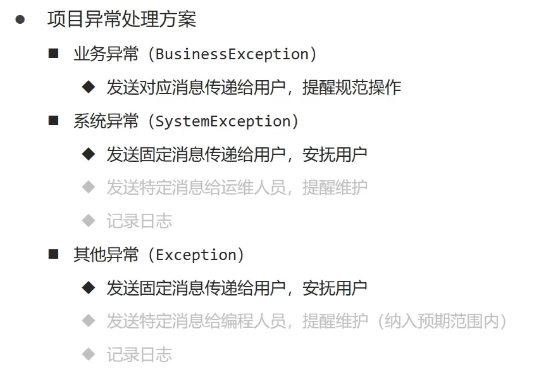 项目异常处理方案
业务异常（BusinessException）
发送对应消息传递给用户，提醒规范操作
系统异常（SystemException）
发送固定消息传递给用户，安抚用户
发送特定消息给运维人员，提醒维护
记录日志
其他异常（Exception）
发送固定消息传递给用户，安抚用户
发送特定消息给编程人员，提醒维护（纳入预期范围内）
记录日志